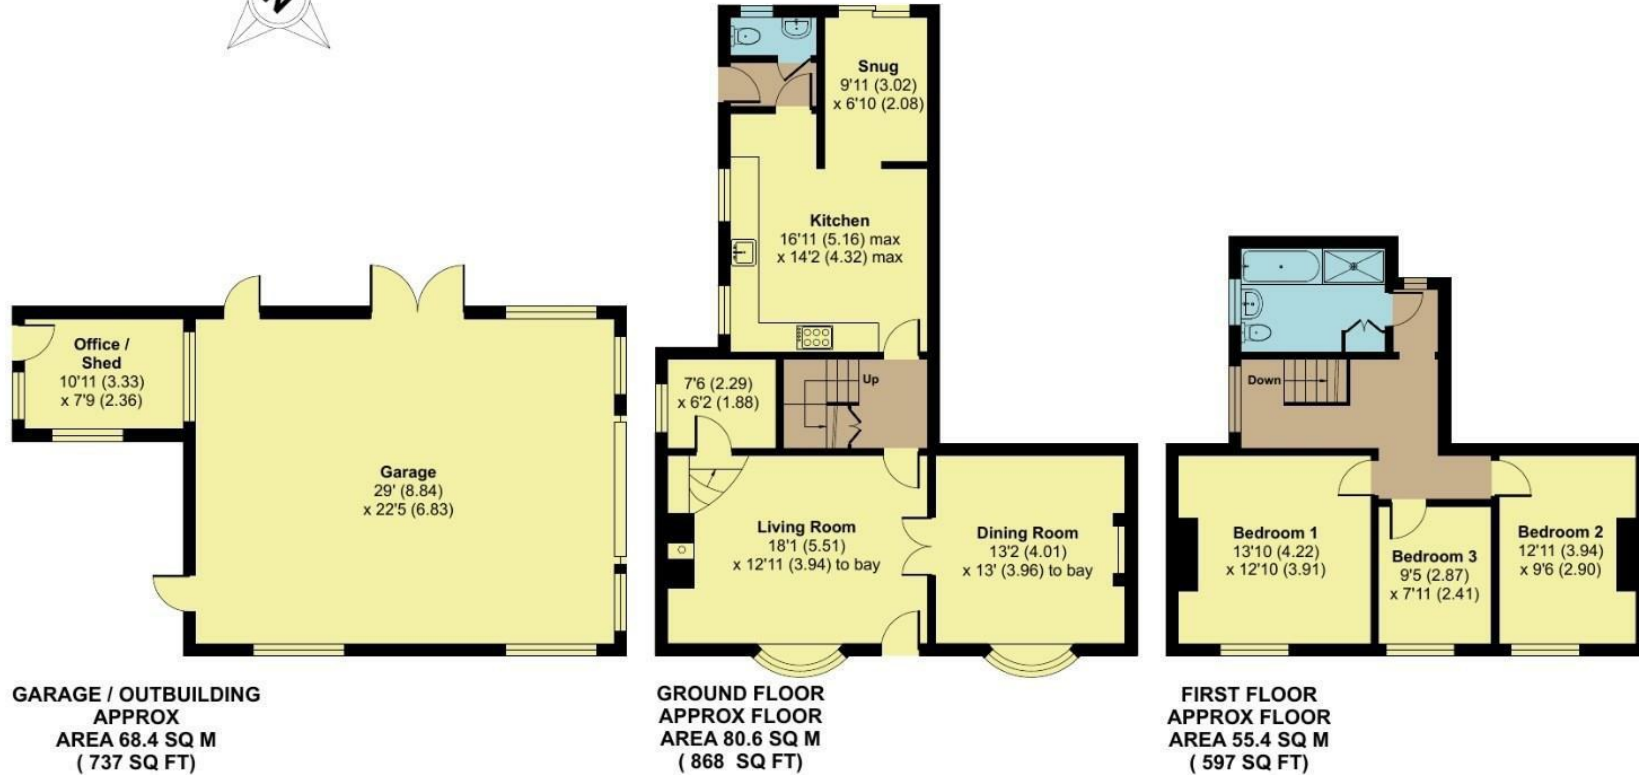 Snug
9'11 (3.02)
x 6'10 (2.08)
Kitchen
16'11 (5.16) max
x 14'2 (4.32) max
Office /
Shed
10'11 (3.33)
x 7'9 (2.36)
Garage
29' (8.84)
x 22'5 (6.83)
7'6 (2.29)
x 6'2 (1.88)
Up
Living Room
18'1 (5.51)
x 12'11 (3.94) to bay
Dining Room
13'2 (4.01)
x 13' (3.96) to bay
Down
Bedroom 1
13'10 (4.22)
x 12'10 (3.91)
Bedroom 3
9'5 (2.87)
x 7'11 (2.41)
Bedroom 2
12'11 (3.94)
x 9'6 (2.90)
GARAGE / OUTBUILDING
APPROX
AREA 68.4 SQ M
( 737 SQ FT)
GROUND FLOOR
APPROX FLOOR
AREA 80.6 SQ M
( 868 SQ FT)
FIRST FLOOR
APPROX FLOOR
AREA 55.4 SQ M
( 597 SQ FT)